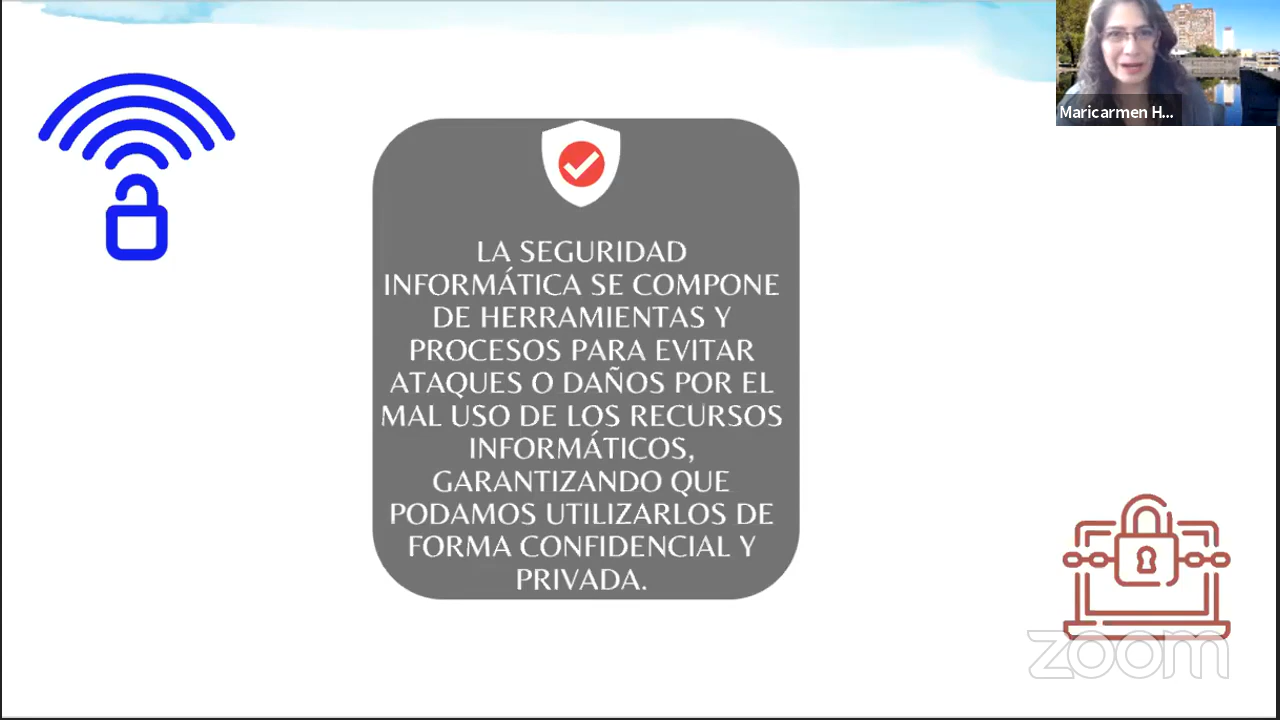 Maricarmen H...
LA SEGURIDAD
INFORMÁTICA SE COMPONE
DE HERRAMIENTAS Y
PROCESOS PARA EVITAR
ATAQUES O DAÑOS POR EL
MAL USO DE LOS RECURSOS
INFORMÁTICOS,
GARANTIZANDO QUE
PODAMOS UTILIZARLOS DE
FORMA CONFIDENCIAL Y
PRIVADA.
zoom